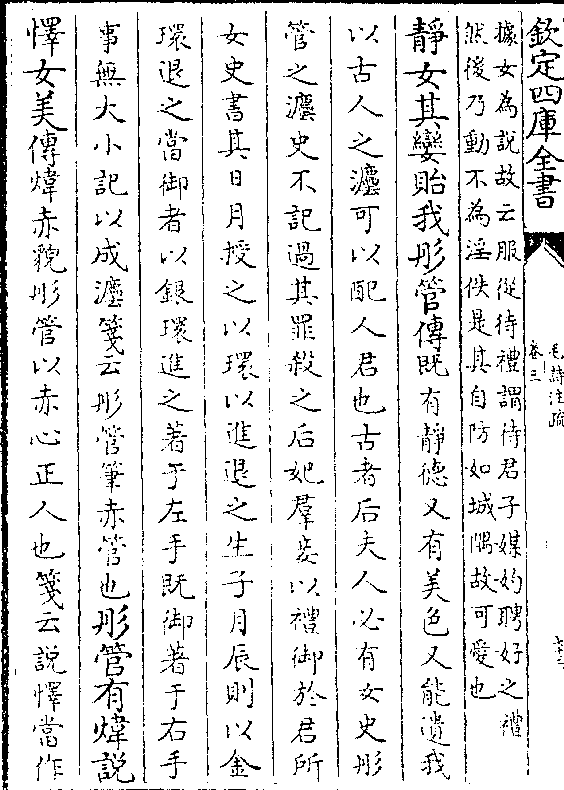 欽定四庫全書
毛詩注疏
卷三
據女為說故云服從待禮謂待君子媒妁聘好之禮
然後乃動不為淫佚是其自防如城隅故可愛也
靜女其孌貽我彤管傳既有靜德又有美色又能遺我
以古人之灋可以配人君也古者后夫人必有女史彤
管之灋史不記過其罪殺之后妃羣妾以禮御於君所
女史書其日月授之以環以進退之生子月辰則以金
環退之當御者以銀環進之著于左手既御著于右手
事無大小記以成灋箋云彤管筆赤管也彤管有煒說
懌女美傳煒赤貌彤管以赤心正人也箋云說懌當作